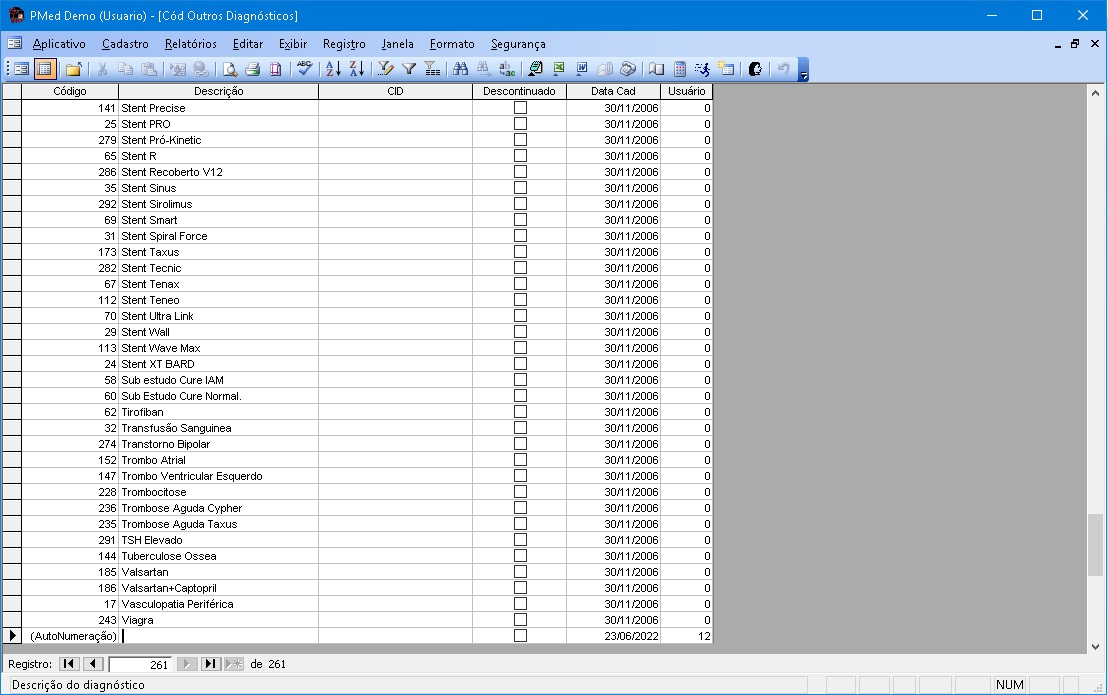 PMed Demo (Usuario) - [Cód Outros Diagnósticos]
Aplicativo Cadastro Relatórios Editar Exibir Registro Janela Formato Segurança
Código Descrição CID Descontinuado Data Cad Usuário
141 Stent Precise 30/11/2006 0
25 Stent PRO 30/11/2006 0
279 Stent Pró-Kinetic 30/11/2006 0
65 Stent R 30/11/2006 0
286 Stent Recoberto V12 30/11/2006 0
35 Stent Sinus 30/11/2006 0
292 Stent Sirolimus 30/11/2006 0
69 Stent Smart 30/11/2006 0
31 Stent Spiral Force 30/11/2006 0
173 Stent Taxus 30/11/2006 0
282 Stent Tecnic 30/11/2006 0
67 Stent Tenax 30/11/2006 0
112 Stent Teneo 30/11/2006 0
70 Stent Ultra Link 30/11/2006 0
29 Stent Wall 30/11/2006 0
113 Stent Wave Max 30/11/2006 0
24 Stent XT BARD 30/11/2006 0
58 Sub estudo Cure IAM 30/11/2006 0
60 Sub Estudo Cure Normal. 30/11/2006 0
62 Tirofiban 30/11/2006 0
32 Transfusão Sanguinea 30/11/2006 0
274 Transtorno Bipolar 30/11/2006 0
152 Trombo Atrial 30/11/2006 0
147 Trombo Ventricular Esquerdo 30/11/2006 0
228 Trombocitose 30/11/2006 0
236 Trombose Aguda Cypher 30/11/2006 0
235 Trombose Aguda Taxus 30/11/2006 0
291 TSH Elevado 30/11/2006 0
144 Tuberculose Ossea 30/11/2006 0
185 Valsartan 30/11/2006 0
186 Valsartan+Captopril 30/11/2006 0
17 Vasculopatia Periférica 30/11/2006 0
243 Viagra 30/11/2006 0
(AutoNumeração) 23/06/2022 12
Registro: 261 de 261
Descrição do diagnóstico NUM